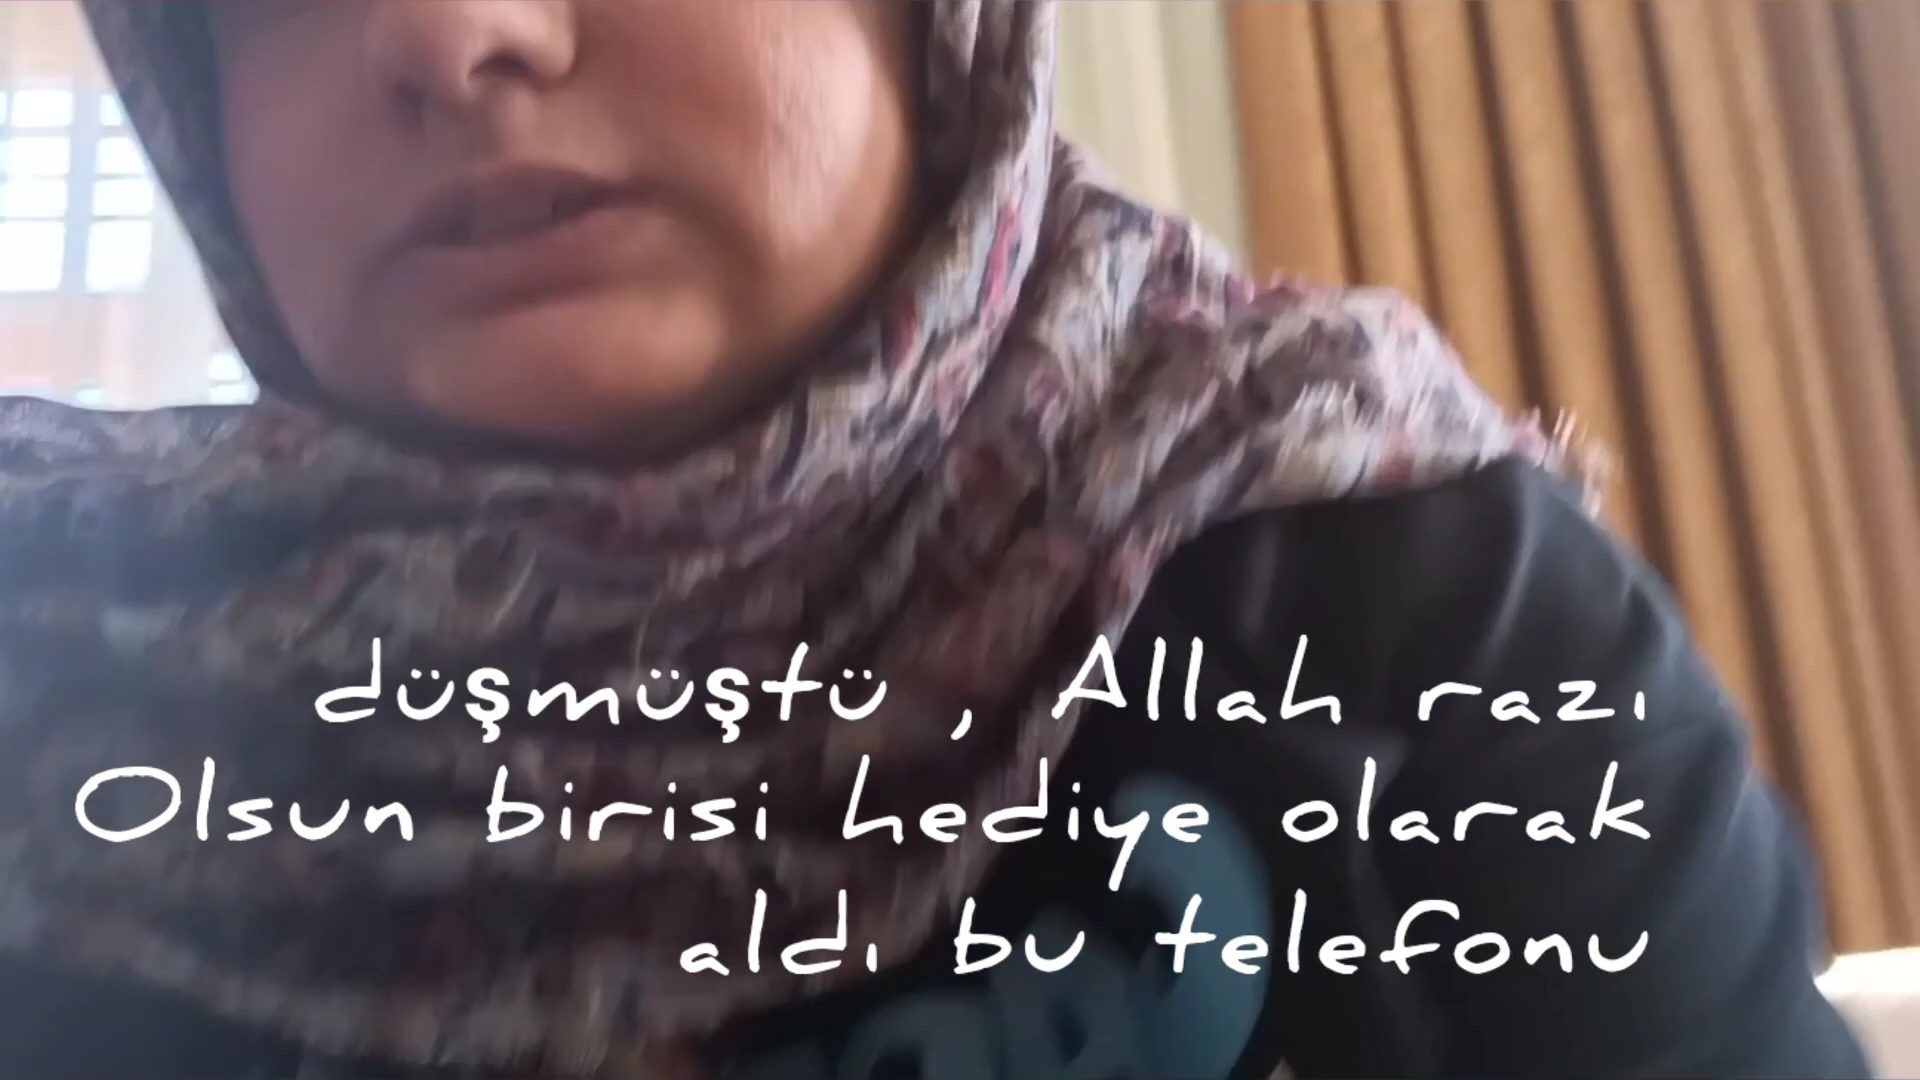 düşmüştü , Allah razı
Olsun birisi hediye olarak
aldı bu telefonu